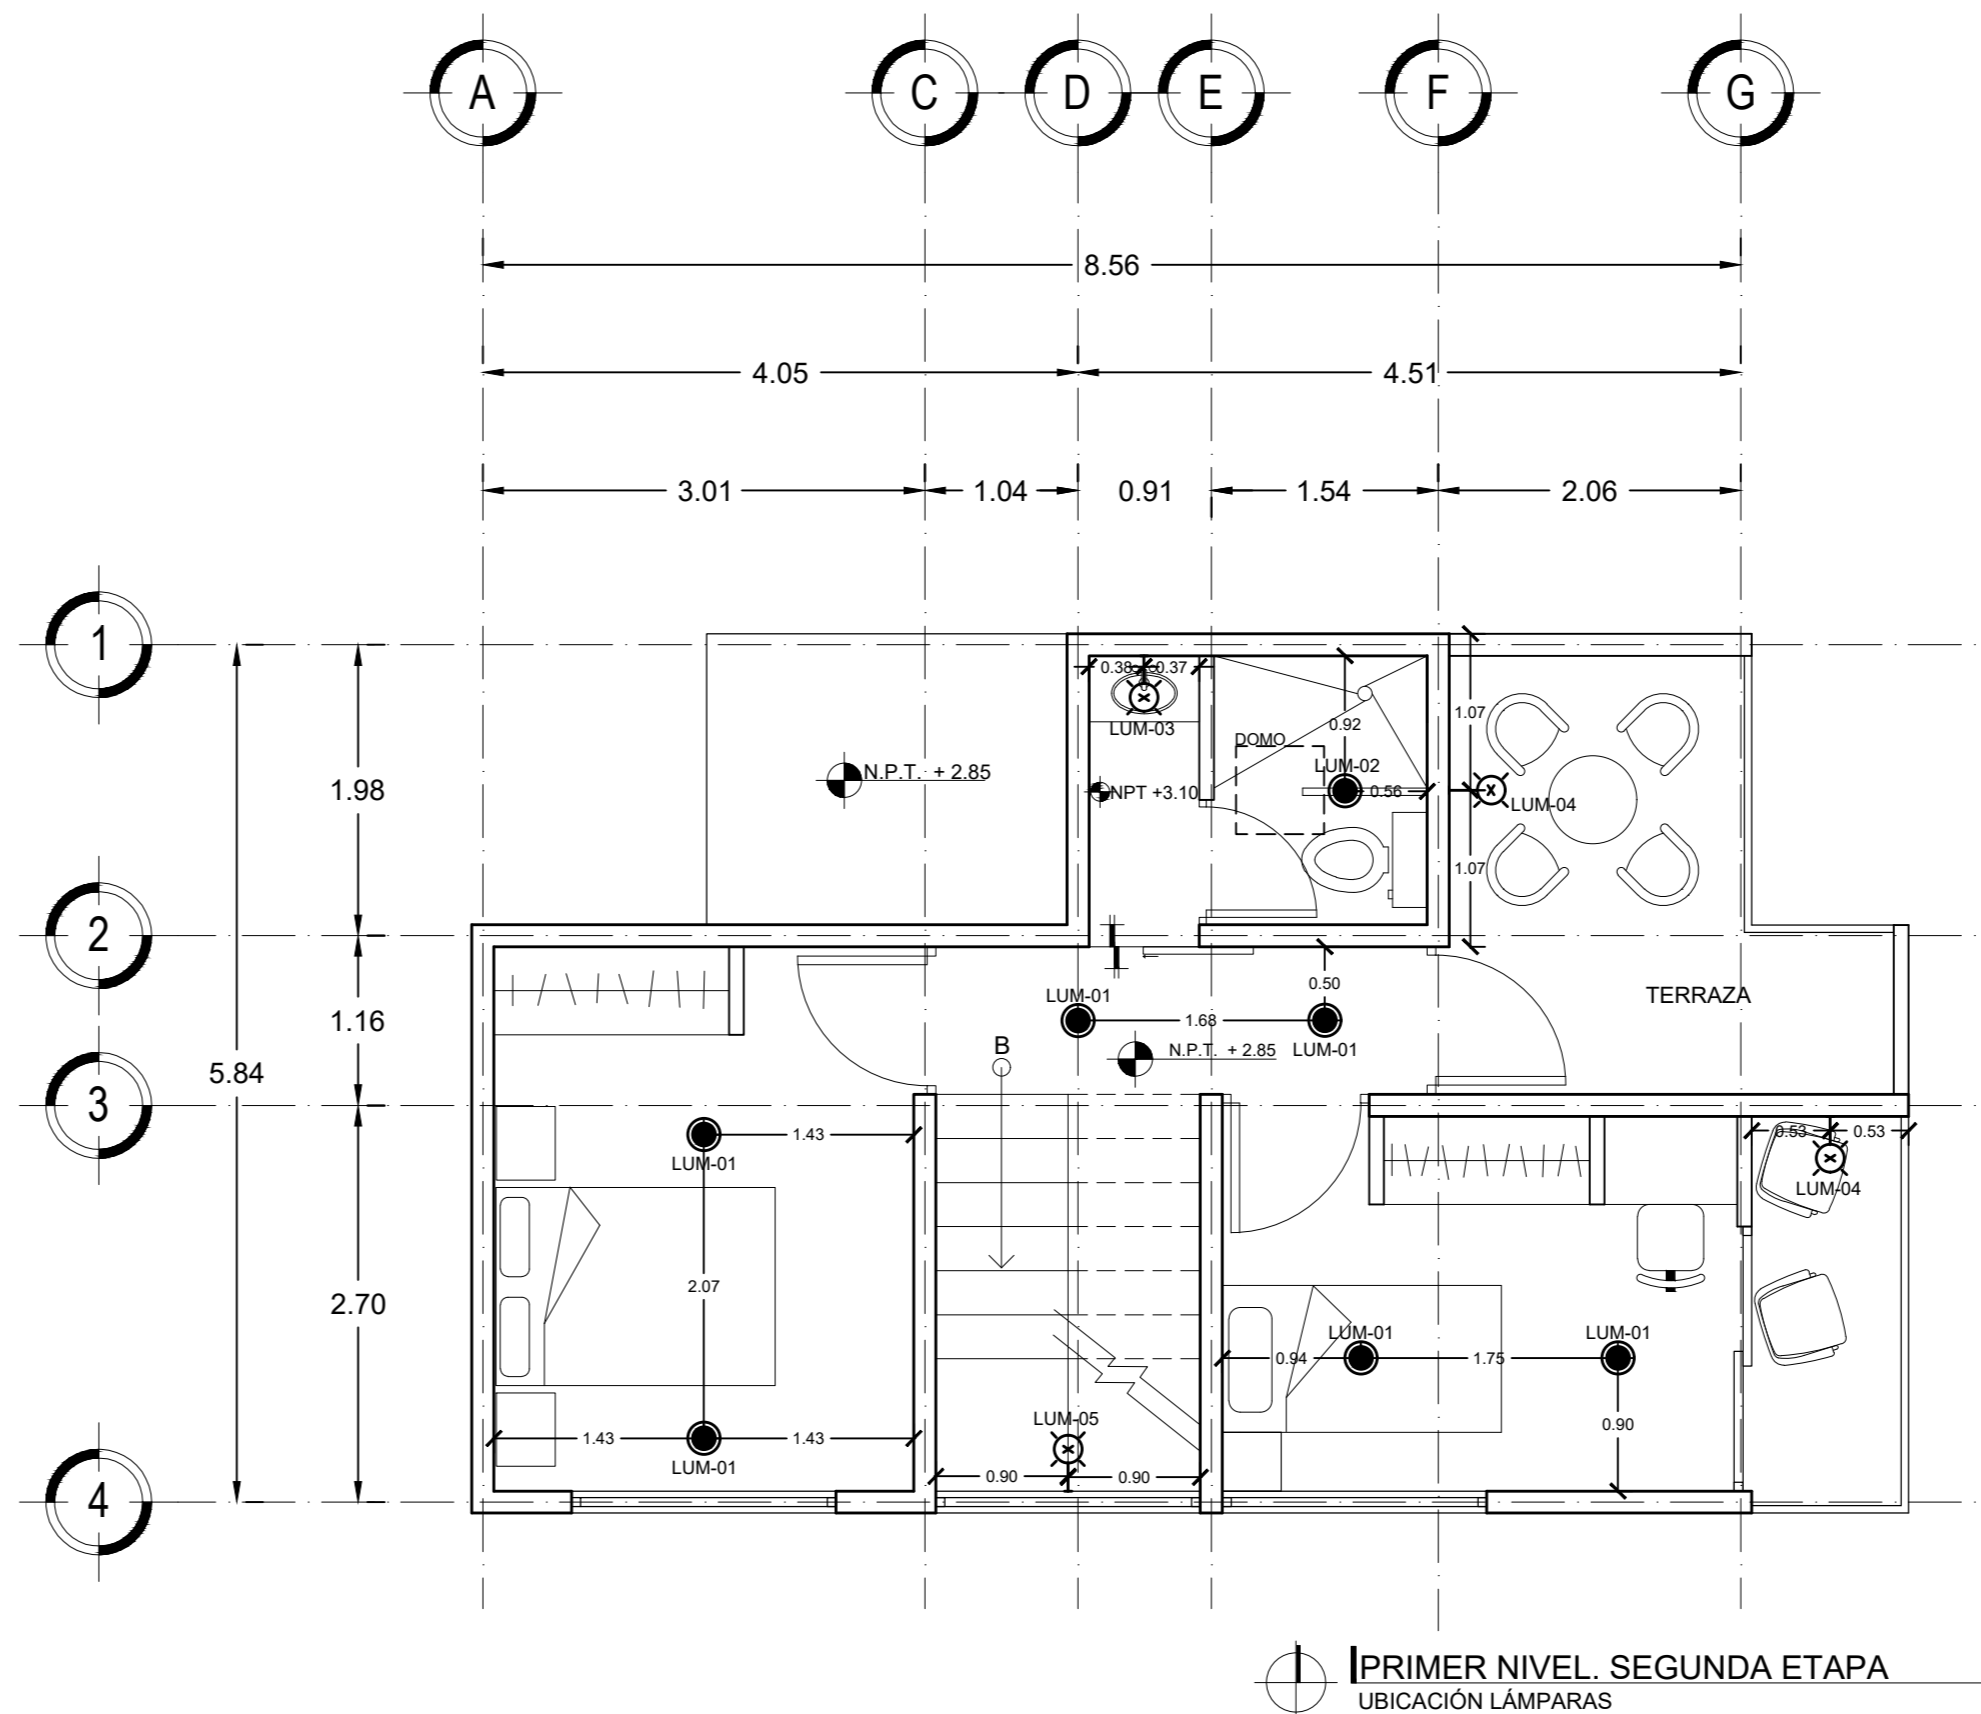 A
C
D
E
F
G
8.56
4.05
4.51
3.01
1.04
0.91
1.54
2.06
1
2
3
4
5.84
1.98
1.16
2.70
0.38
0.37
LUM-03
DOMO
0.92
LUM-02
0.56
1.07
LUM-04
1.07
N.P.T. + 2.85
NPT +3.10
TERRAZA
LUM-01
1.68
0.50
LUM-01
N.P.T. + 2.85
B
LUM-01
1.43
2.07
1.43
1.43
LUM-01
LUM-05
0.90
0.90
0.53
0.53
LUM-04
LUM-01
LUM-01
0.94
1.75
0.90
PRIMER NIVEL. SEGUNDA ETAPA
UBICACIÓN LÁMPARAS